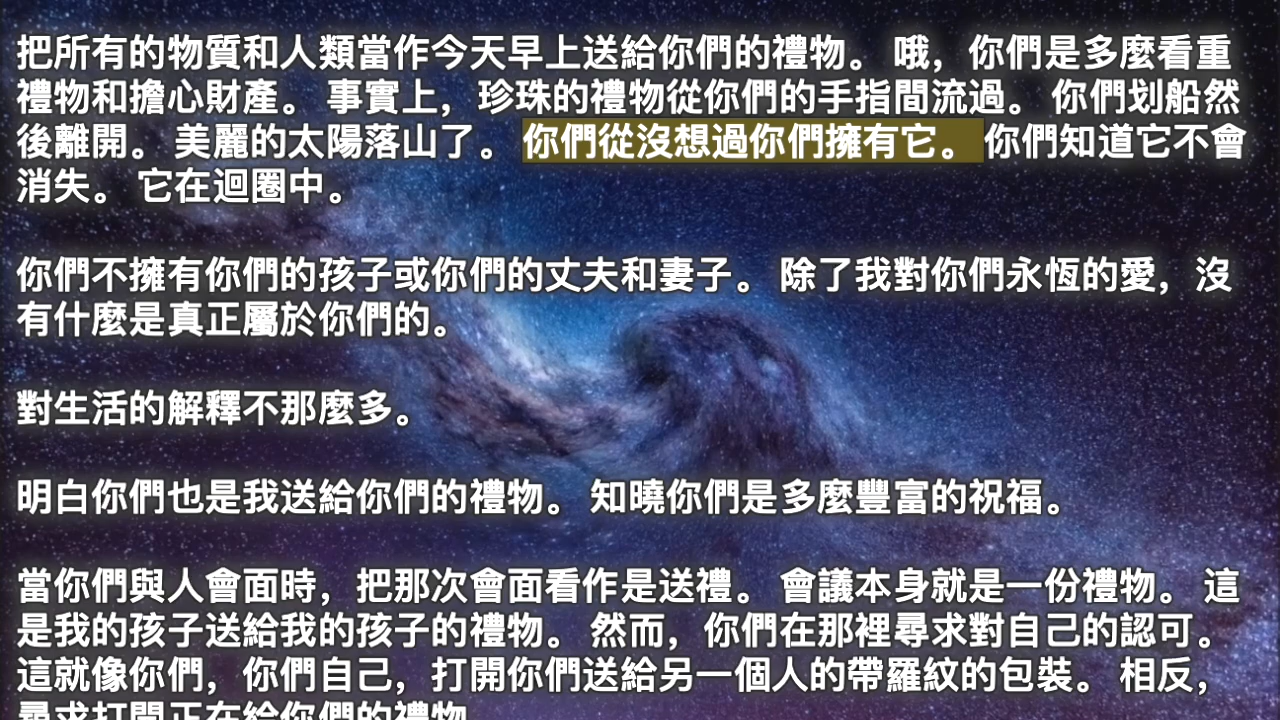 把所有的物質和人類當作今天早上送給你們的禮物。 哦，你們是多麼看重
禮物和擔心財產。 事實上，珍珠的禮物從你們的手指間流過。 你們划船然
後離開。 美麗的太陽落山了。 你們從沒想過你們擁有它。 你們知道它不會
消失。 它在迴圈中。
你們不擁有你們的孩子或你們的丈夫和妻子。 除了我對你們永恆的愛，沒
有什麼是真正屬於你們的。
對生活的解釋不那麼多。
明白你們也是我送給你們的禮物。 知曉你們是多麼豐富的祝福。
當你們與人會面時，把那次會面看作是送禮。 會議本身就是一份禮物。 這
是我的孩子送給我的孩子的禮物。 然而，你們在那裡尋求對自己的認可。
這就像你們，你們自己，打開你們送給另一個人的帶羅紋的包裝。 相反，
尋求打開正在給你們的禮物